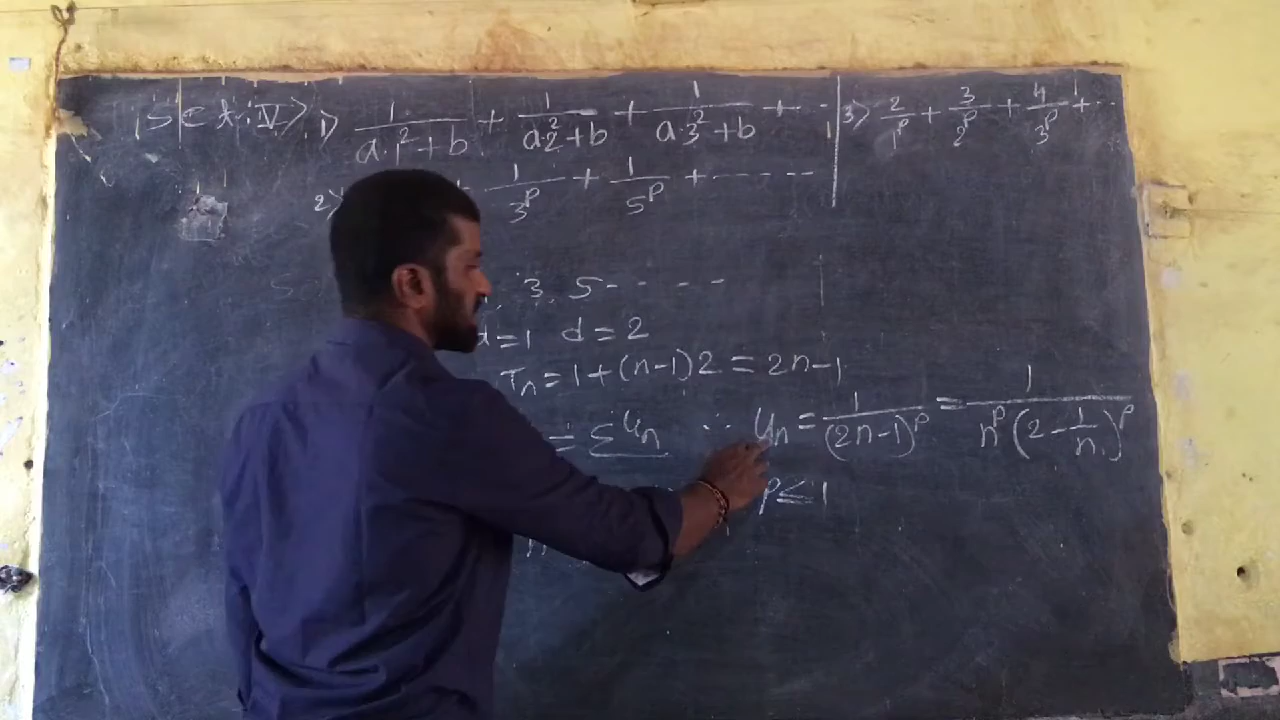 Set:IV> 1> 1/(a.1²+b) + 1/(a.2²+b) + 1/(a.3²+b) + ...
2> + 1/3^p + 1/5^p + ------
3> 2/1^p + 3/2^p + 4/3^p + ...
3, 5 - - - -
d=1 d=2
Tn = 1+(n-1)2 = 2n-1
= Σun ∴ un = 1/(2n-1)^p = 1/(n^p(2-1/n)^p)
p≤1